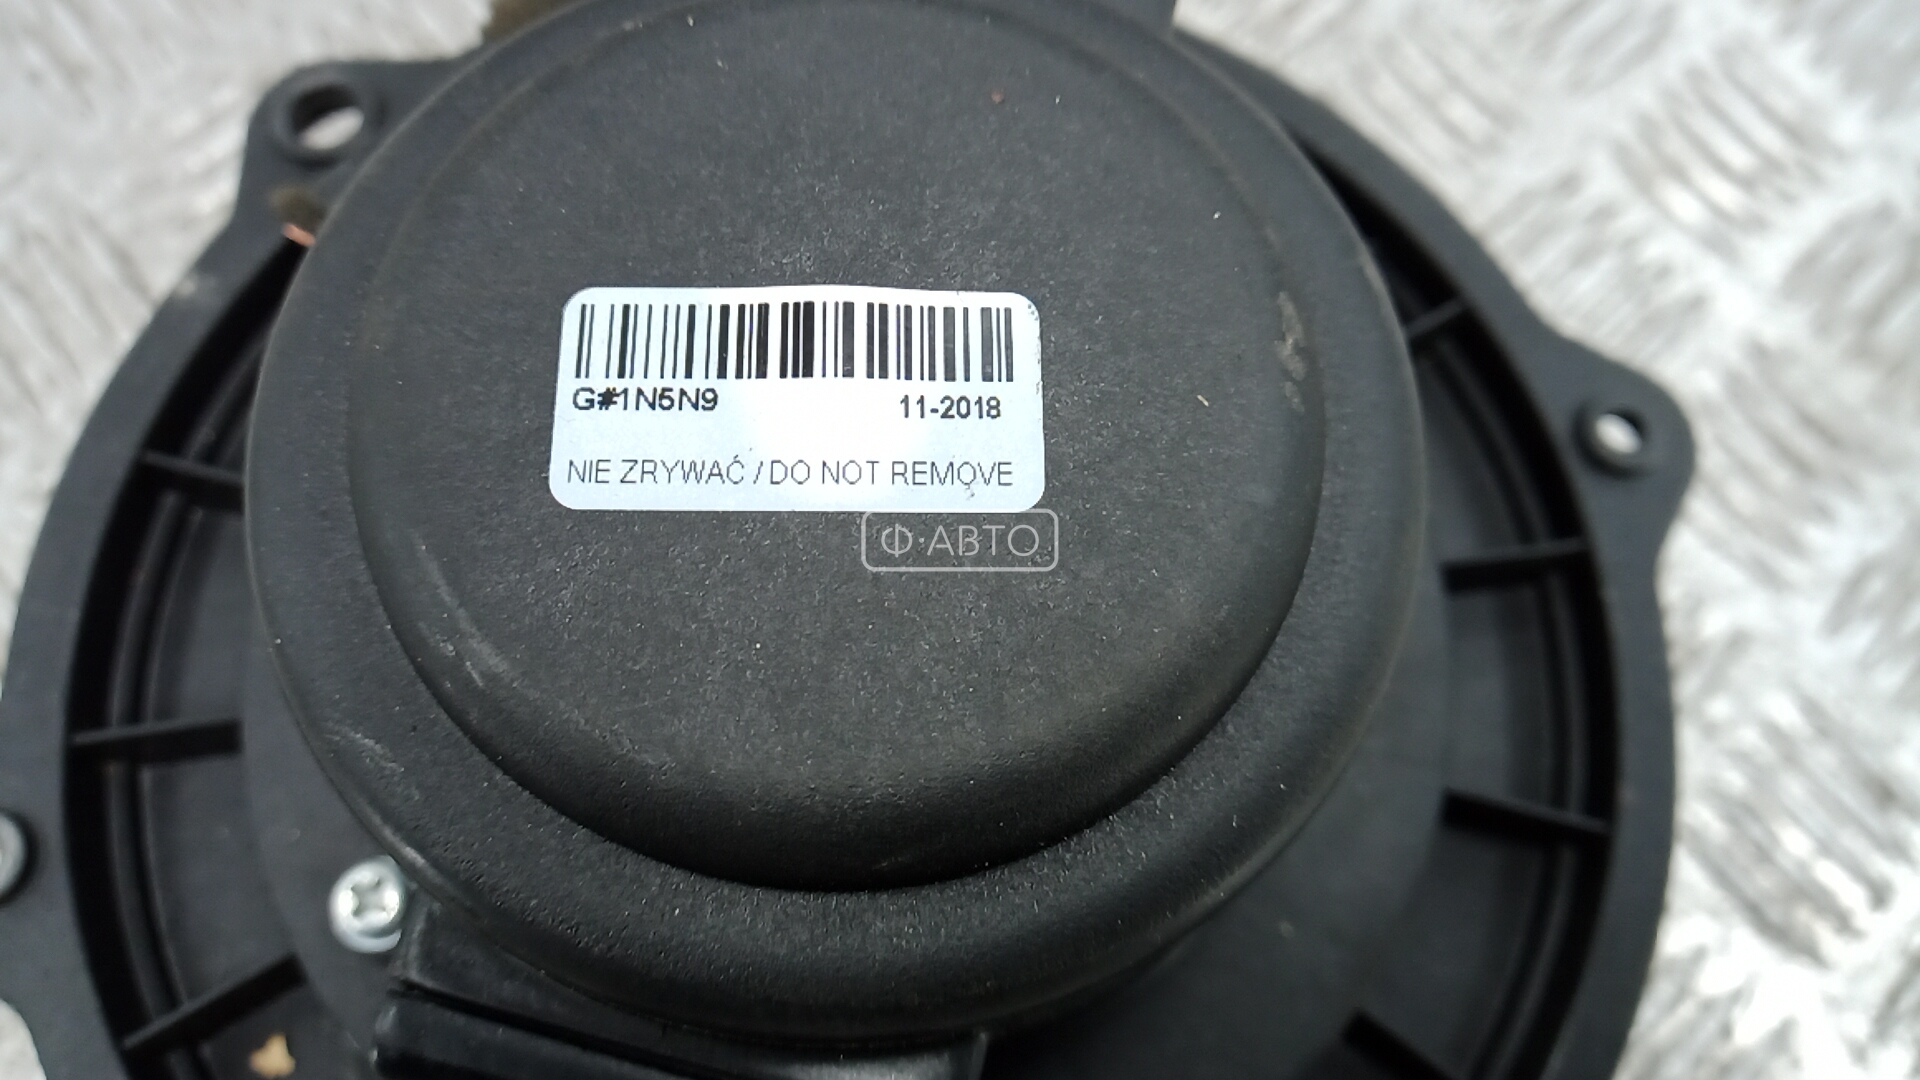 G#1N5N9
11-2018
NIE ZRYWAĆ / DO NOT REMOVE
Ф·АВТО